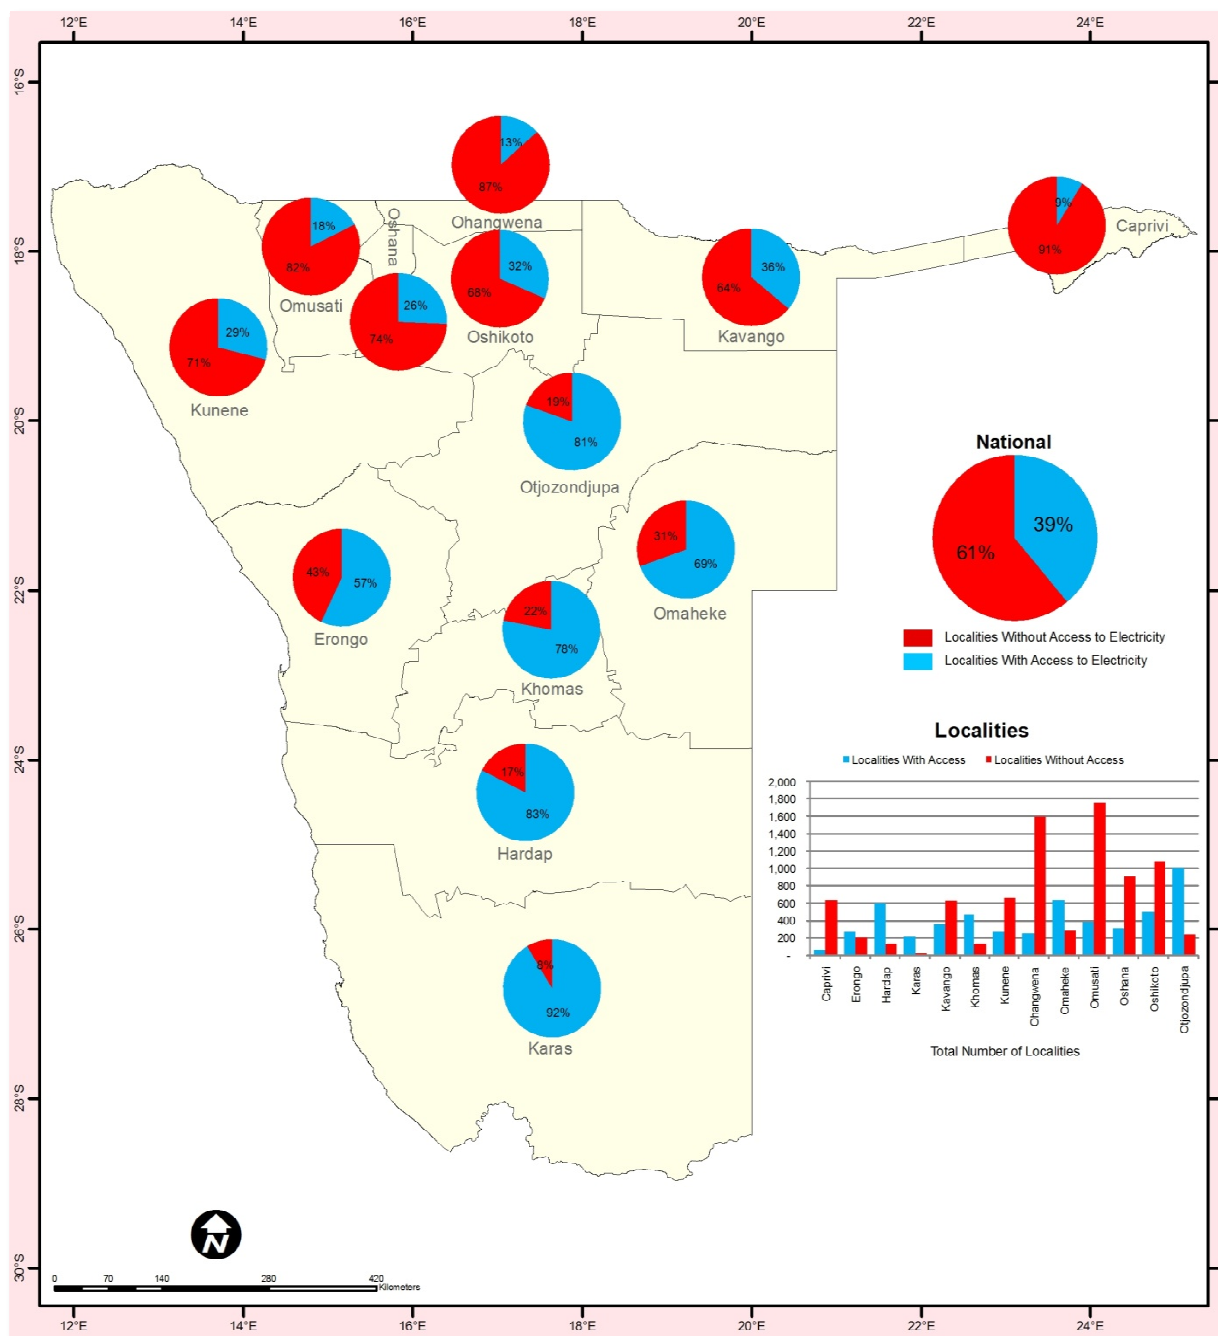 12°E 14°E 16°E 18°E 20°E 22°E 24°E
16°S
18°S
20°S
22°S
24°S
26°S
28°S
30°S
13%
87%
Ohangwena
18%
82%
Omusati
Oshana
26%
74%
32%
68%
Oshikoto
36%
64%
Kavango
9%
91%
Caprivi
29%
71%
Kunene
19%
81%
Otjozondjupa
43%
57%
Erongo
31%
69%
Omaheke
22%
78%
Khomas
17%
83%
Hardap
8%
92%
Karas
National
39%
61%
Localities Without Access to Electricity
Localities With Access to Electricity
Localities
Localities With Access Localities Without Access
2,000
1,800
1,600
1,400
1,200
1,000
800
600
400
200
-
Caprivi
Erongo
Hardap
Karas
Kavango
Khomas
Kunene
Ohangwena
Omaheke
Omusati
Oshana
Oshikoto
Otjozondjupa
Total Number of Localities
N
0 70 140 280 420
Kilometers
12°E 14°E 16°E 18°E 20°E 22°E 24°E